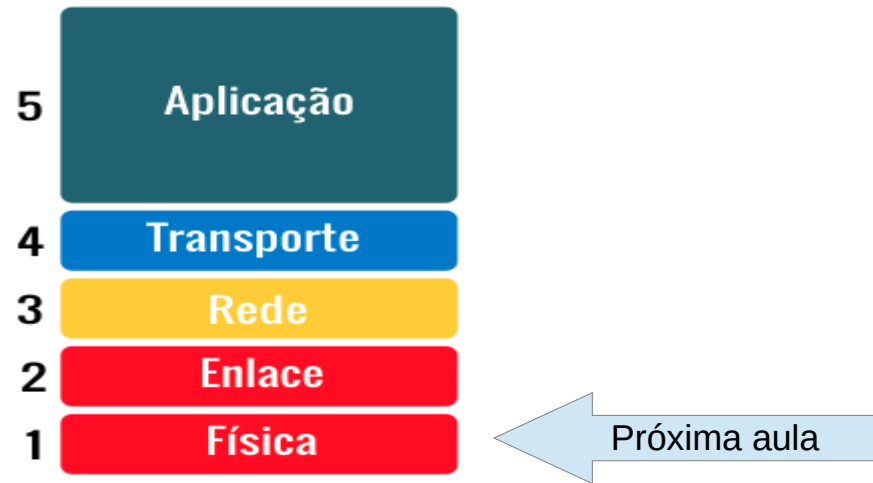 5 Aplicação
4 Transporte
3 Rede
2 Enlace
1 Física Próxima aula